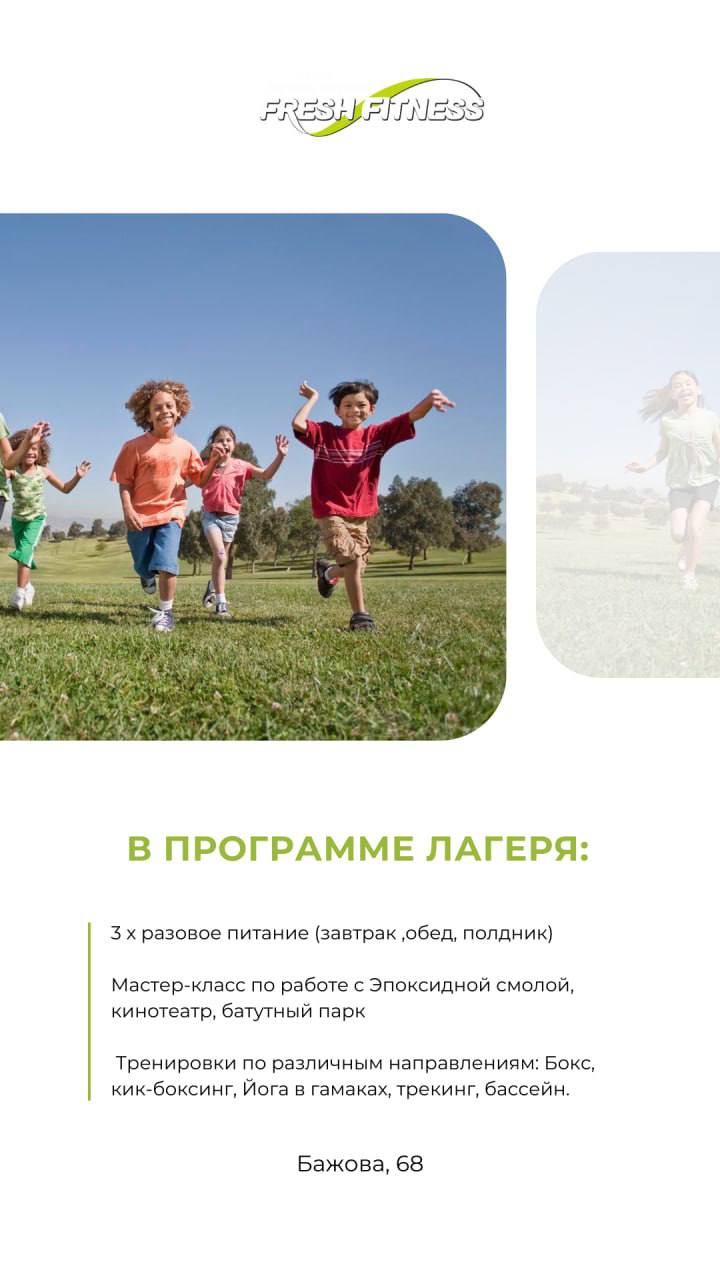 FRESH FITNESS
В ПРОГРАММЕ ЛАГЕРЯ:
3 х разовое питание (завтрак ,обед, полдник)
Мастер-класс по работе с Эпоксидной смолой,
кинотеатр, батутный парк
Тренировки по различным направлениям: Бокс,
кик-боксинг, Йога в гамаках, трекинг, бассейн.
Бажова, 68